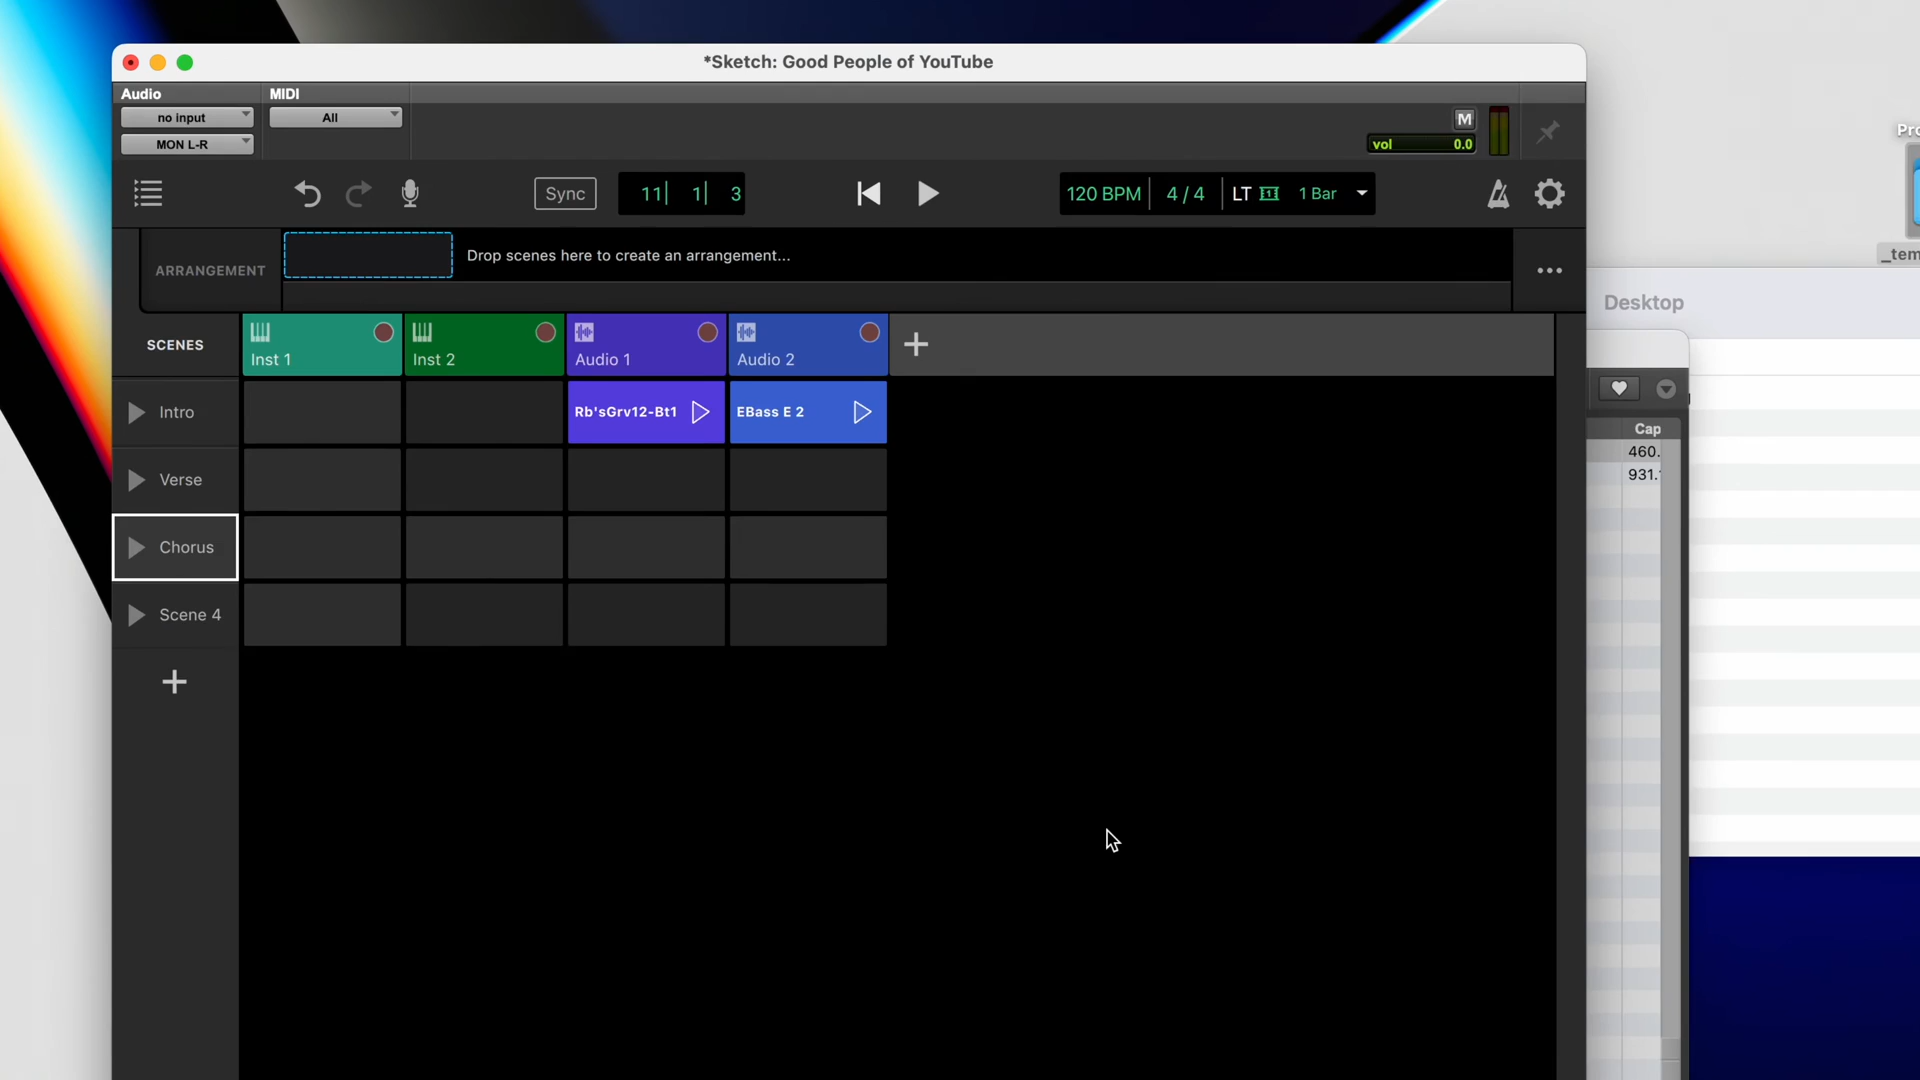 *Sketch: Good People of YouTube
Audio
MIDI
no input
All
MON L-R
M
vol 0.0
Sync
11| 1| 3
120 BPM
4 / 4
LT
1 Bar
ARRANGEMENT
Drop scenes here to create an arrangement...
SCENES
Inst 1
Inst 2
Audio 1
Audio 2
Intro
Rb'sGrv12-Bt1
EBass E 2
Verse
Chorus
Scene 4
Pro
_tem
Desktop
Cap
460.
931.